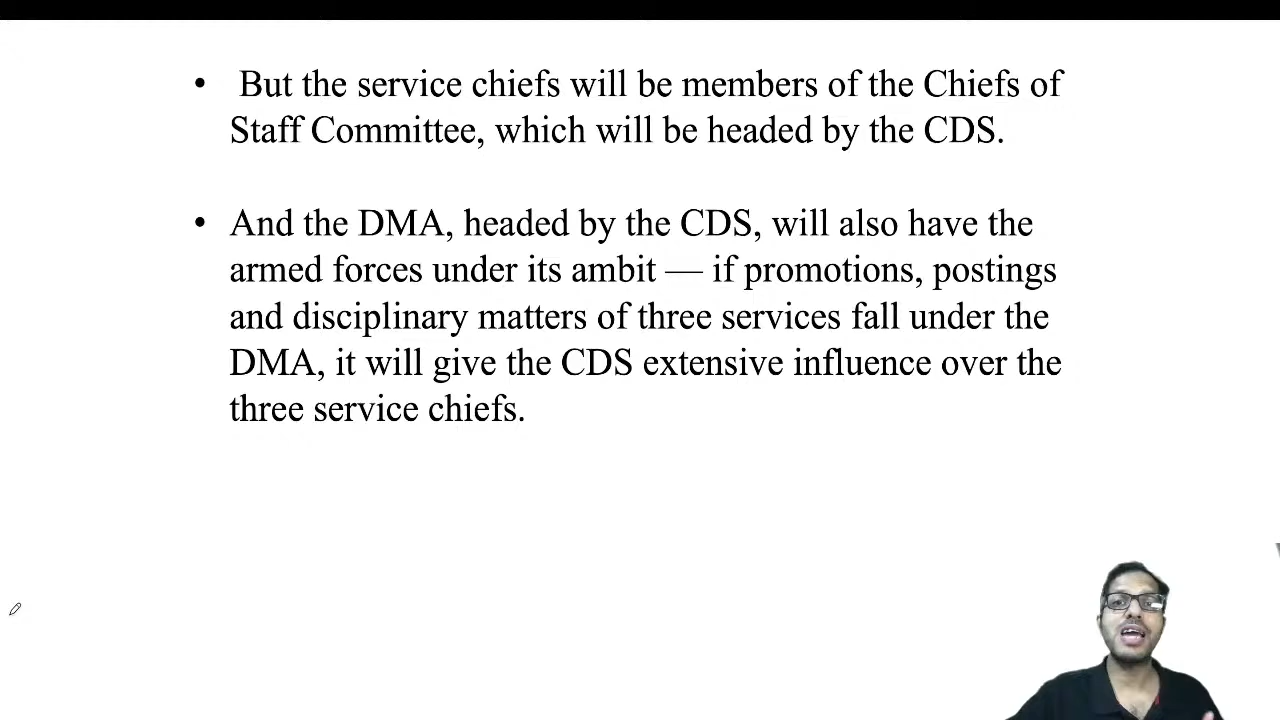 • But the service chiefs will be members of the Chiefs of
Staff Committee, which will be headed by the CDS.
• And the DMA, headed by the CDS, will also have the
armed forces under its ambit — if promotions, postings
and disciplinary matters of three services fall under the
DMA, it will give the CDS extensive influence over the
three service chiefs.